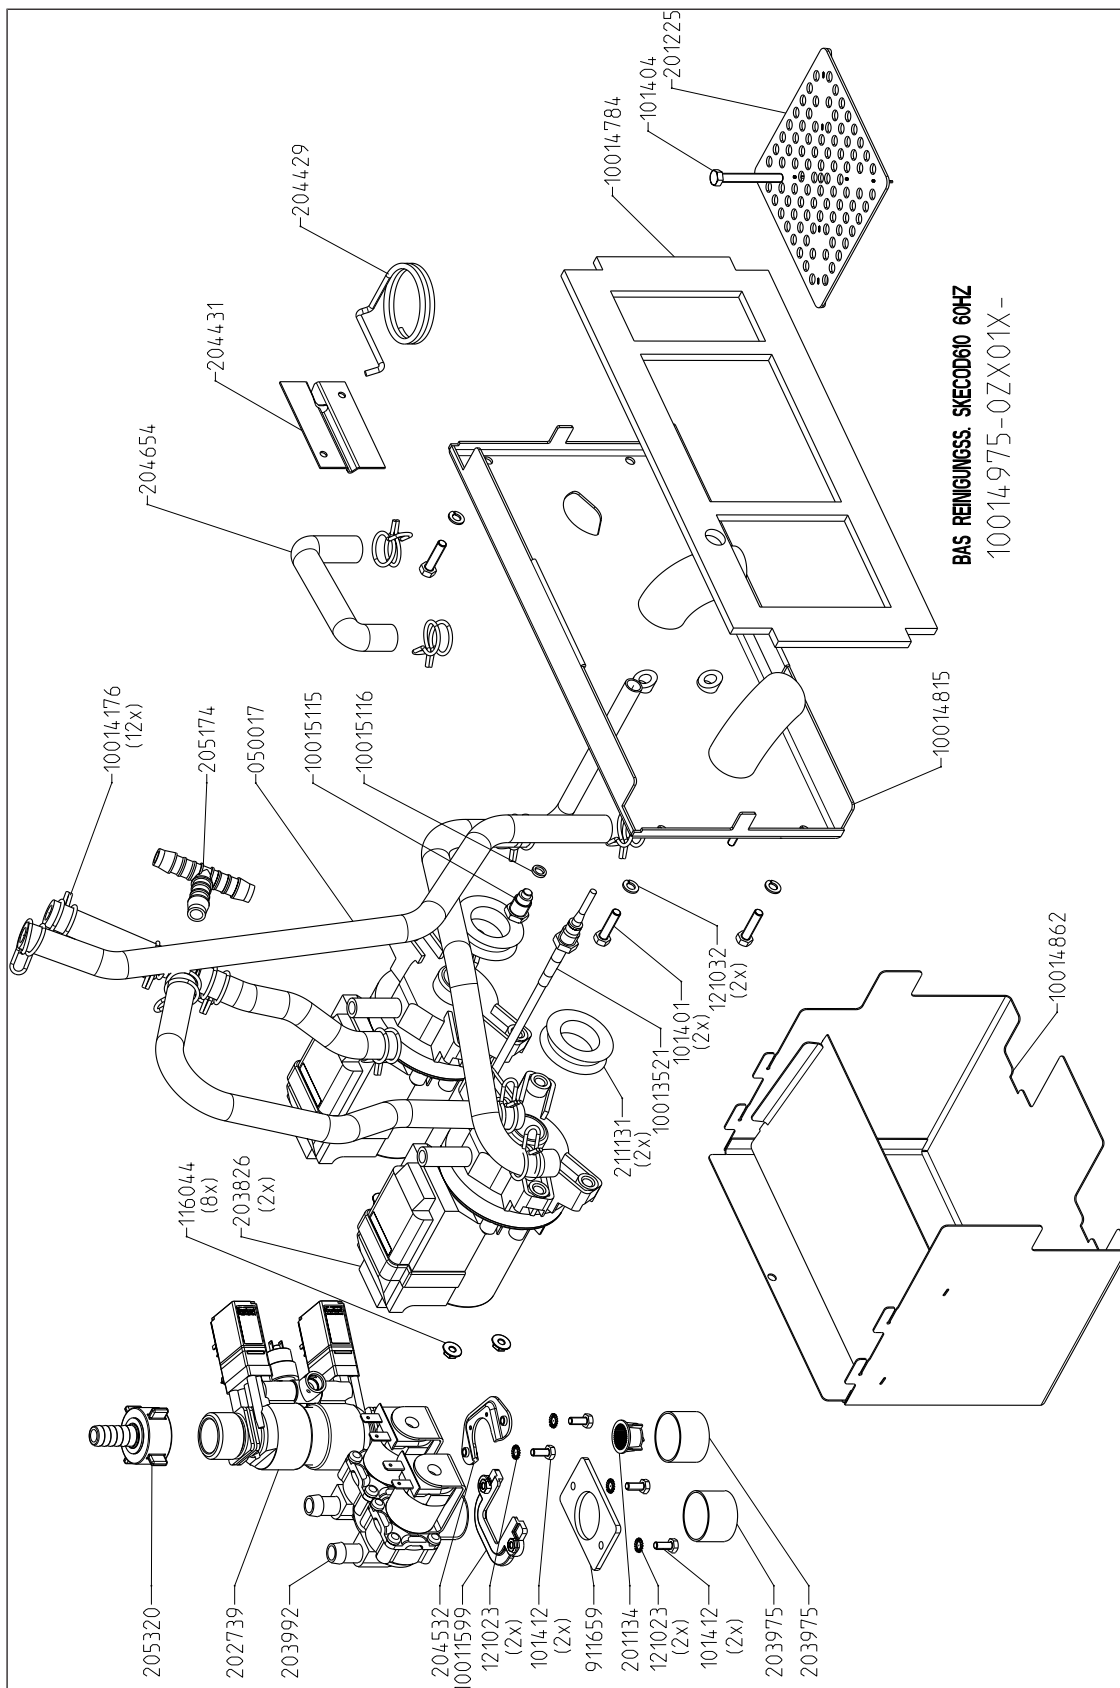 10014176
(12x)
205174
050017
10015115
10015116
204654
204431
204429
10014784
101404
201225
BAS REINIGUNGSS. SKECOD610 60HZ
10014975-0ZX01X-
10014815
10014862
116044
(8x)
203826
(2x)
211131
(2x)
10013521
101401
(2x)
121032
(2x)
205320
202739
203992
204532
10011599
121023
(2x)
101412
(2x)
911659
201134
121023
(2x)
101412
(2x)
203975
203975